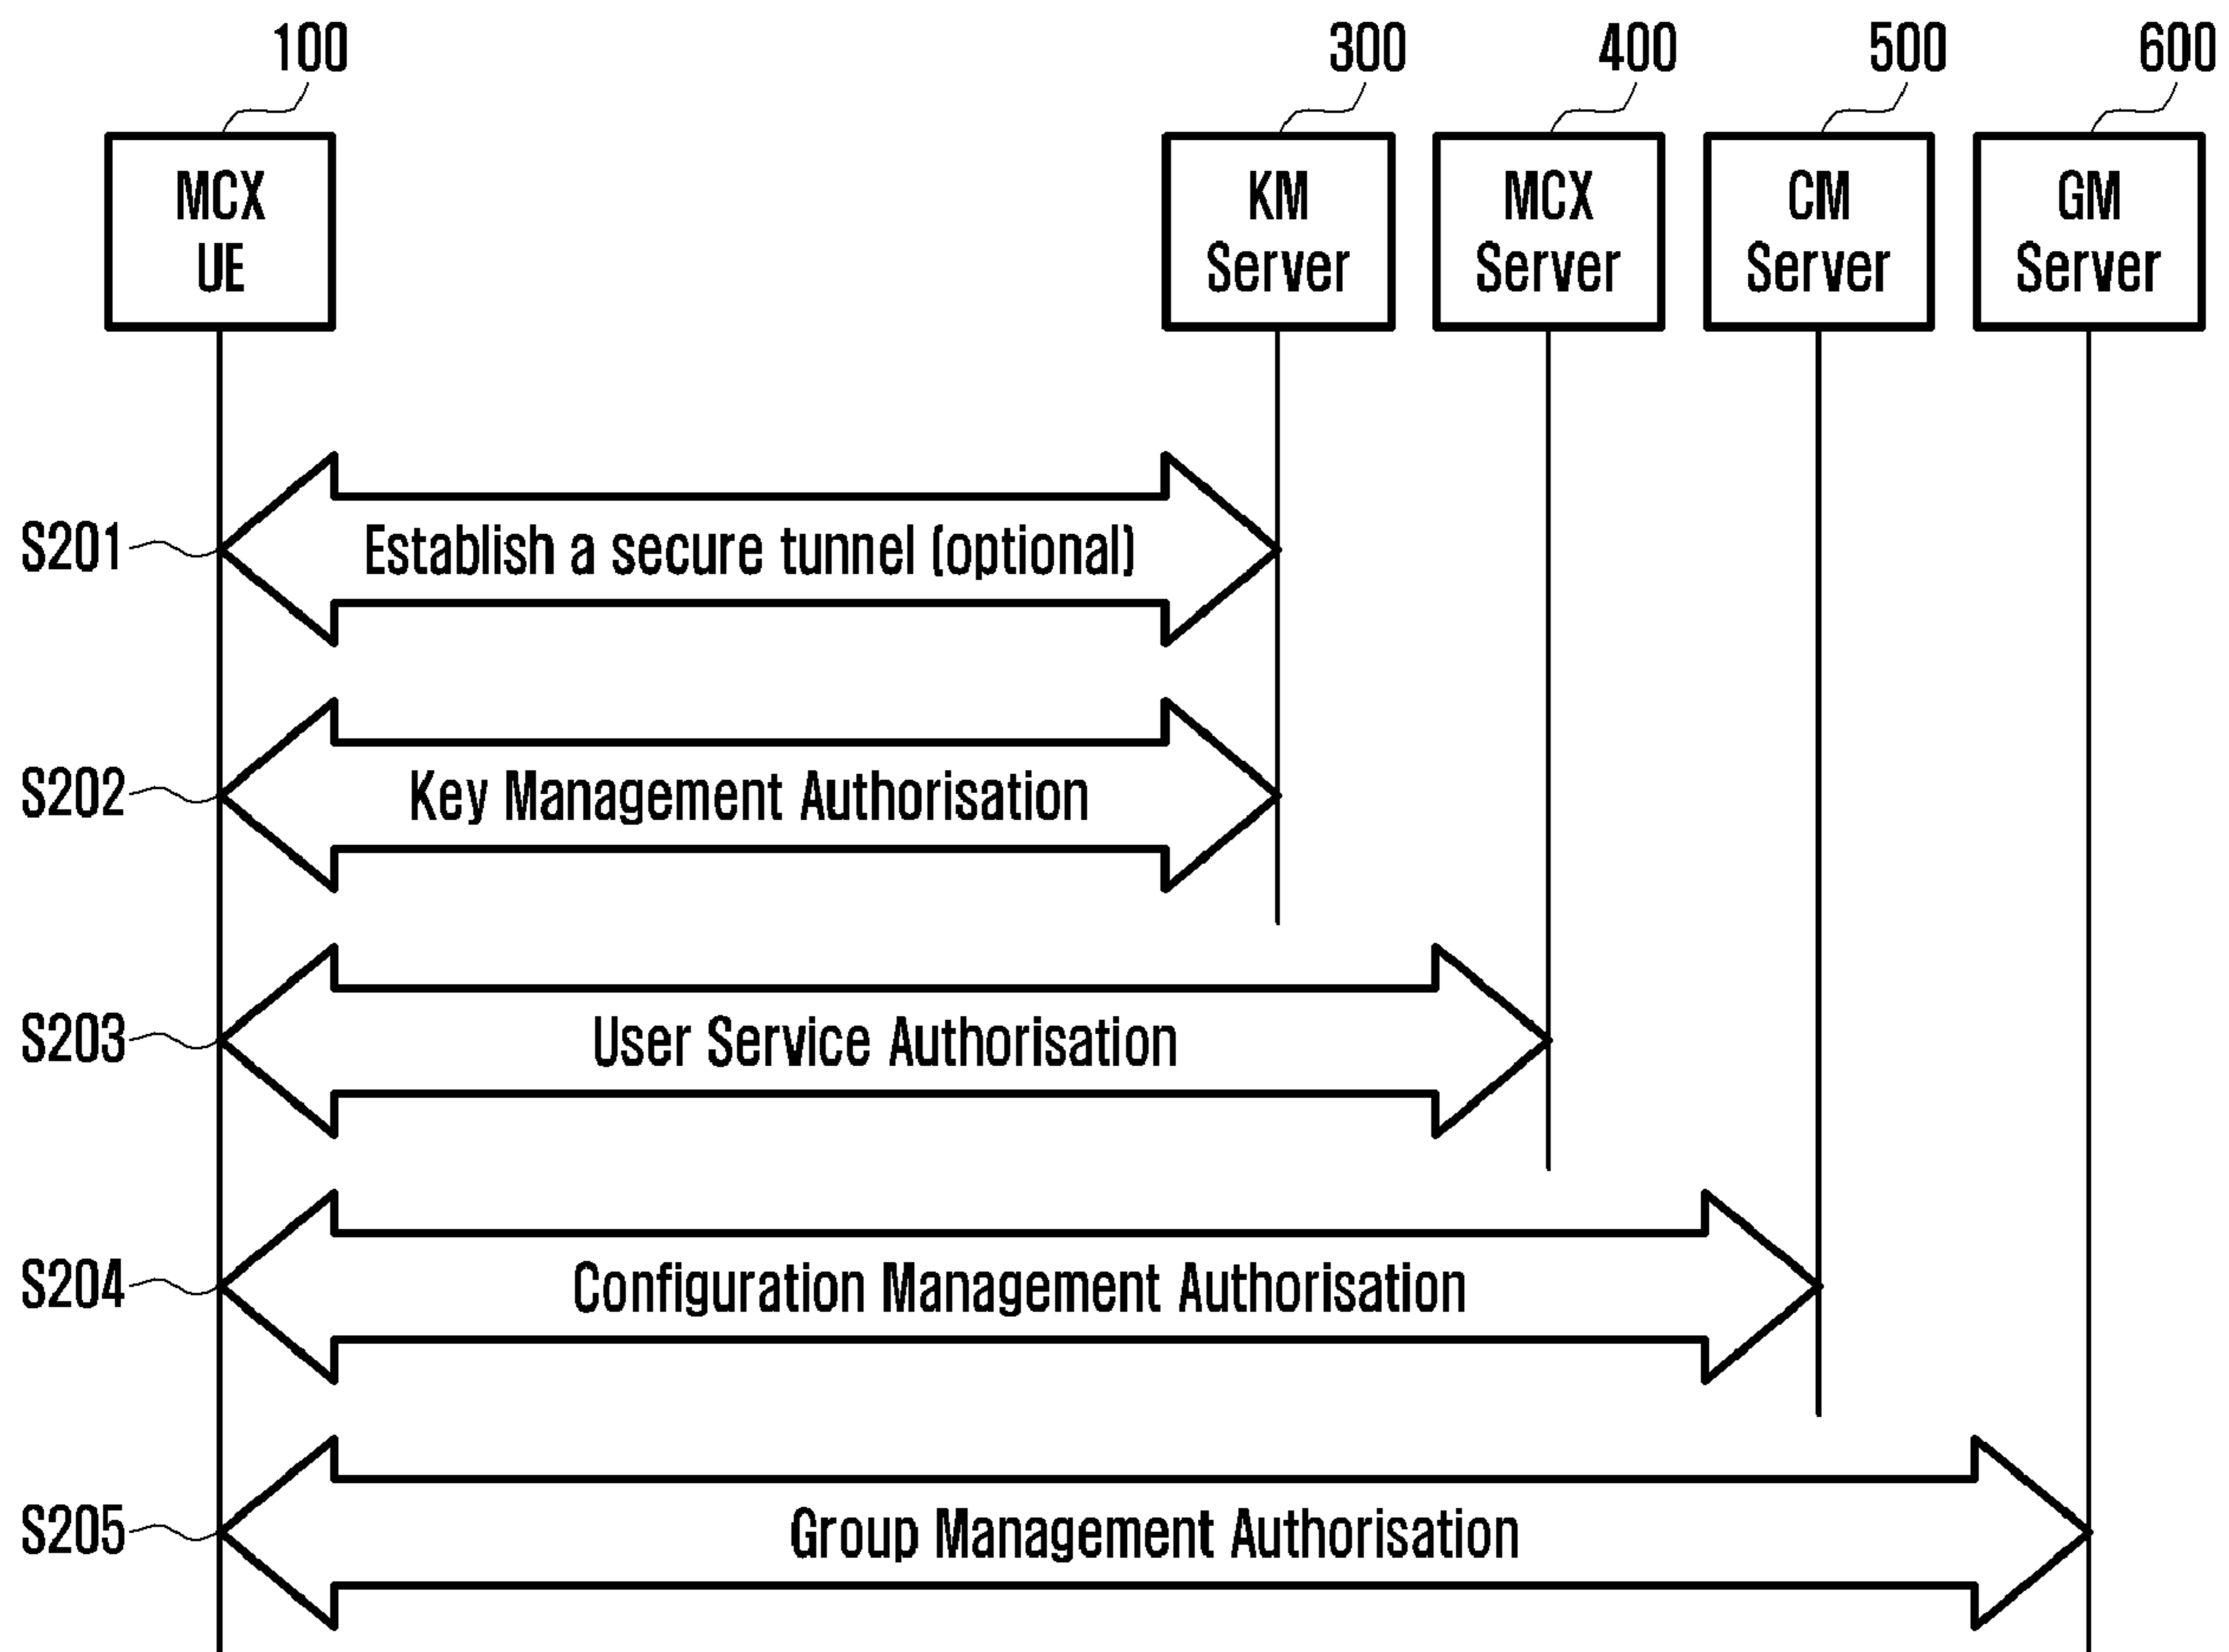 100
300
400
500
600
MCX
UE
KM
Server
MCX
Server
CM
Server
GM
Server
S201
Establish a secure tunnel (optional)
S202
Key Management Authorisation
S203
User Service Authorisation
S204
Configuration Management Authorisation
S205
Group Management Authorisation